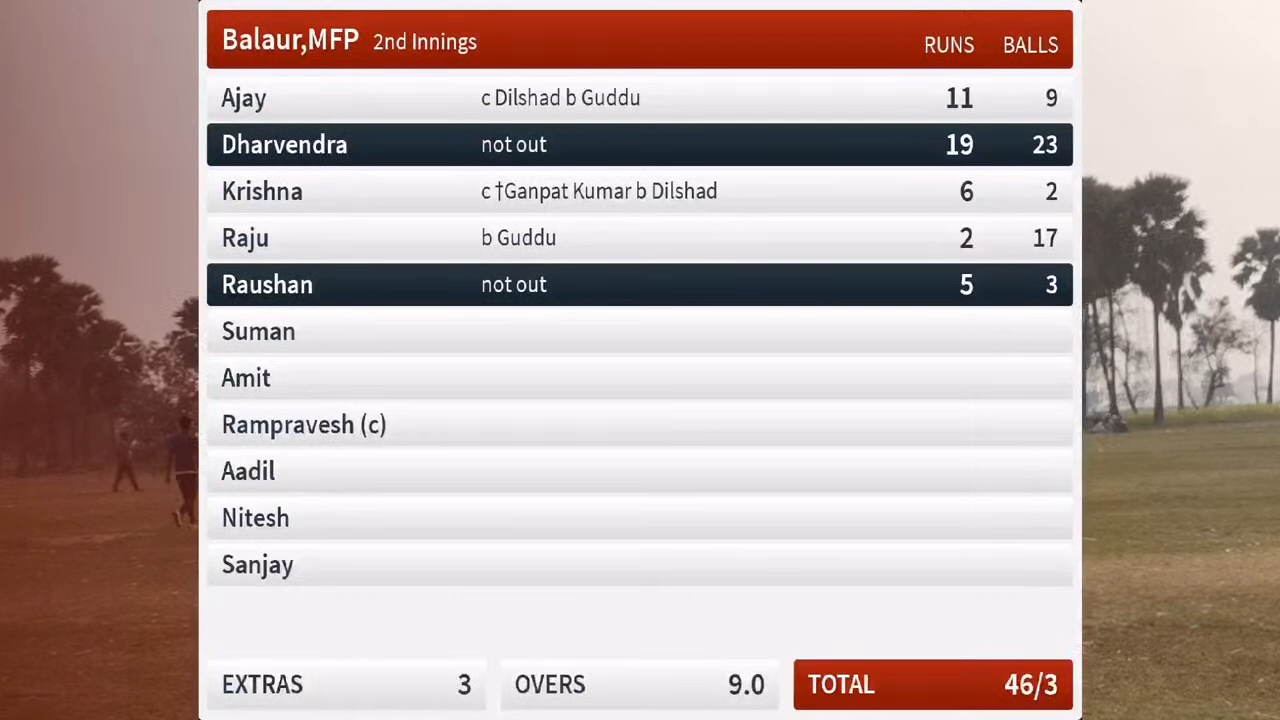 Balaur,MFP 2nd Innings RUNS BALLS
Ajay c Dilshad b Guddu 11 9
Dharvendra not out 19 23
Krishna c †Ganpat Kumar b Dilshad 6 2
Raju b Guddu 2 17
Raushan not out 5 3
Suman
Amit
Rampravesh (c)
Aadil
Nitesh
Sanjay
EXTRAS 3 OVERS 9.0 TOTAL 46/3